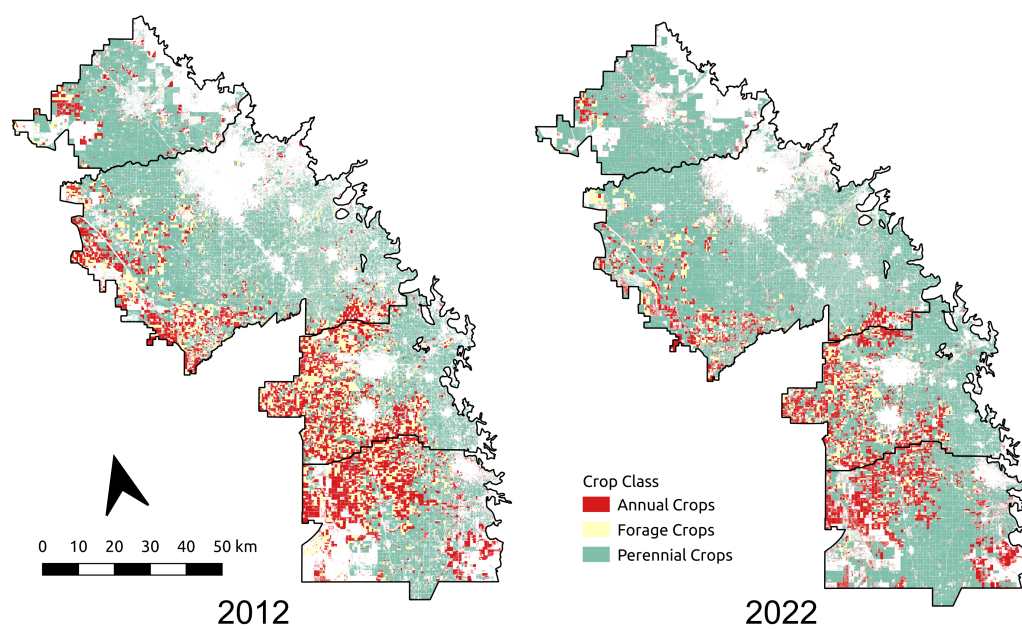 Crop Class
Annual Crops
Forage Crops
Perennial Crops
0 10 20 30 40 50 km
2012
2022